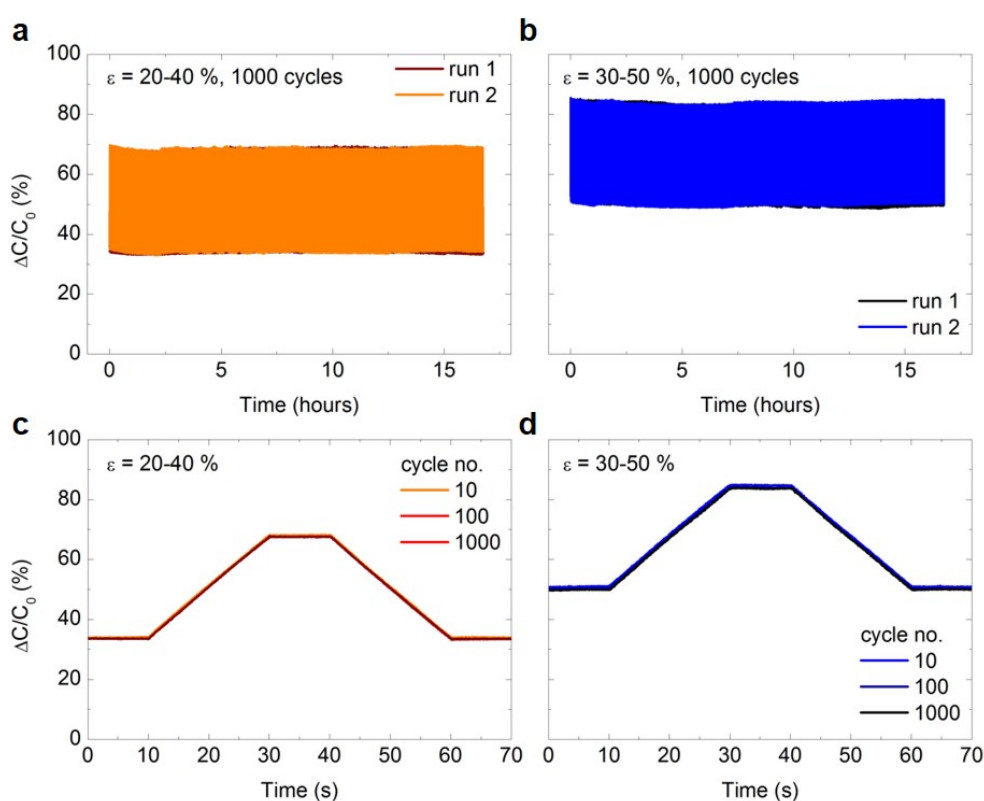 a
ε = 20-40 %, 1000 cycles
run 1
run 2
ΔC/C₀ (%)
100
80
60
40
20
0
0 5 10 15
Time (hours)
b
ε = 30-50 %, 1000 cycles
run 1
run 2
0 5 10 15
Time (hours)
c
ε = 20-40 %
cycle no.
10
100
1000
ΔC/C₀ (%)
100
80
60
40
20
0
0 10 20 30 40 50 60 70
Time (s)
d
ε = 30-50 %
cycle no.
10
100
1000
0 10 20 30 40 50 60 70
Time (s)